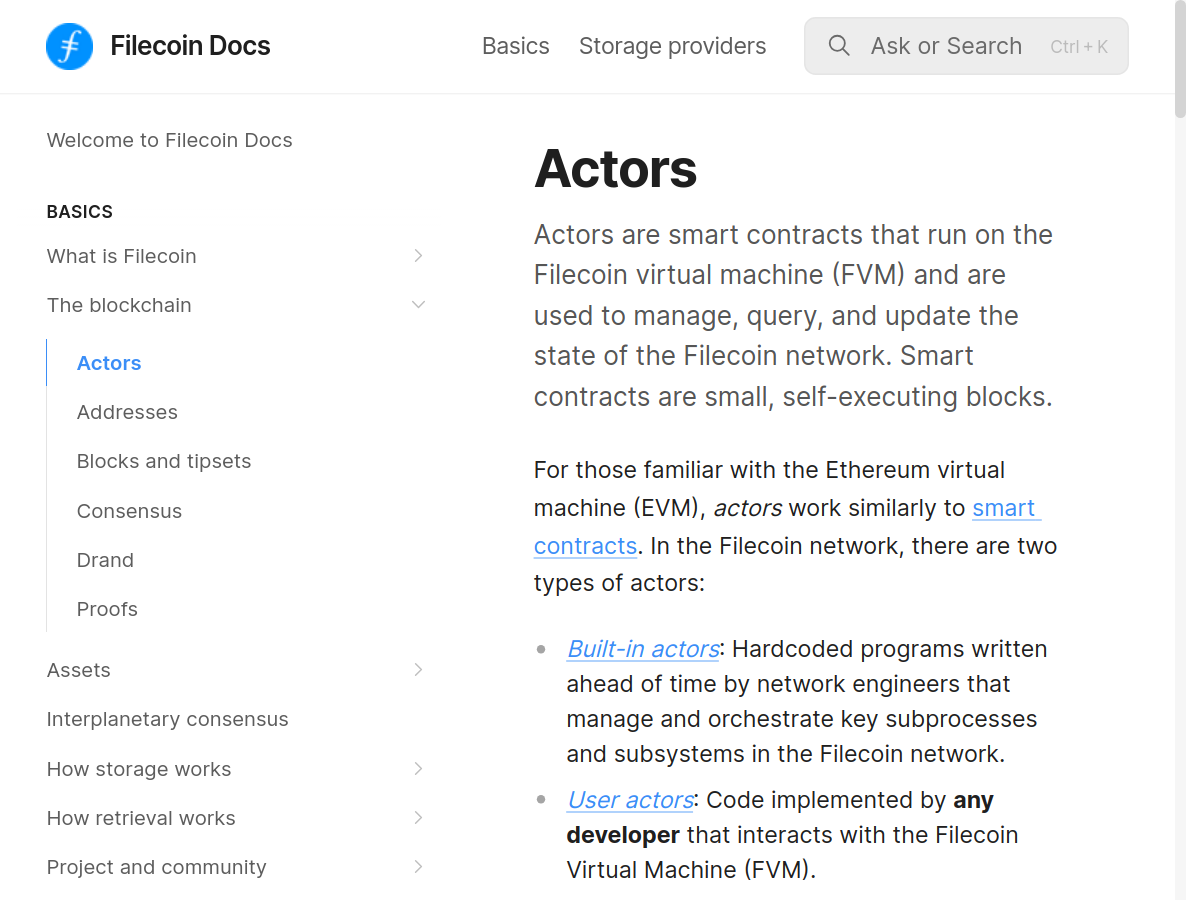 Filecoin Docs
Basics
Storage providers
Ask or Search
Ctrl + K
Welcome to Filecoin Docs
BASICS
What is Filecoin
The blockchain
Actors
Addresses
Blocks and tipsets
Consensus
Drand
Proofs
Assets
Interplanetary consensus
How storage works
How retrieval works
Project and community
Actors
Actors are smart contracts that run on the
Filecoin virtual machine (FVM) and are
used to manage, query, and update the
state of the Filecoin network. Smart
contracts are small, self-executing blocks.
For those familiar with the Ethereum virtual
machine (EVM), actors work similarly to smart
contracts. In the Filecoin network, there are two
types of actors:
Built-in actors: Hardcoded programs written
ahead of time by network engineers that
manage and orchestrate key subprocesses
and subsystems in the Filecoin network.
User actors: Code implemented by any
developer that interacts with the Filecoin
Virtual Machine (FVM).